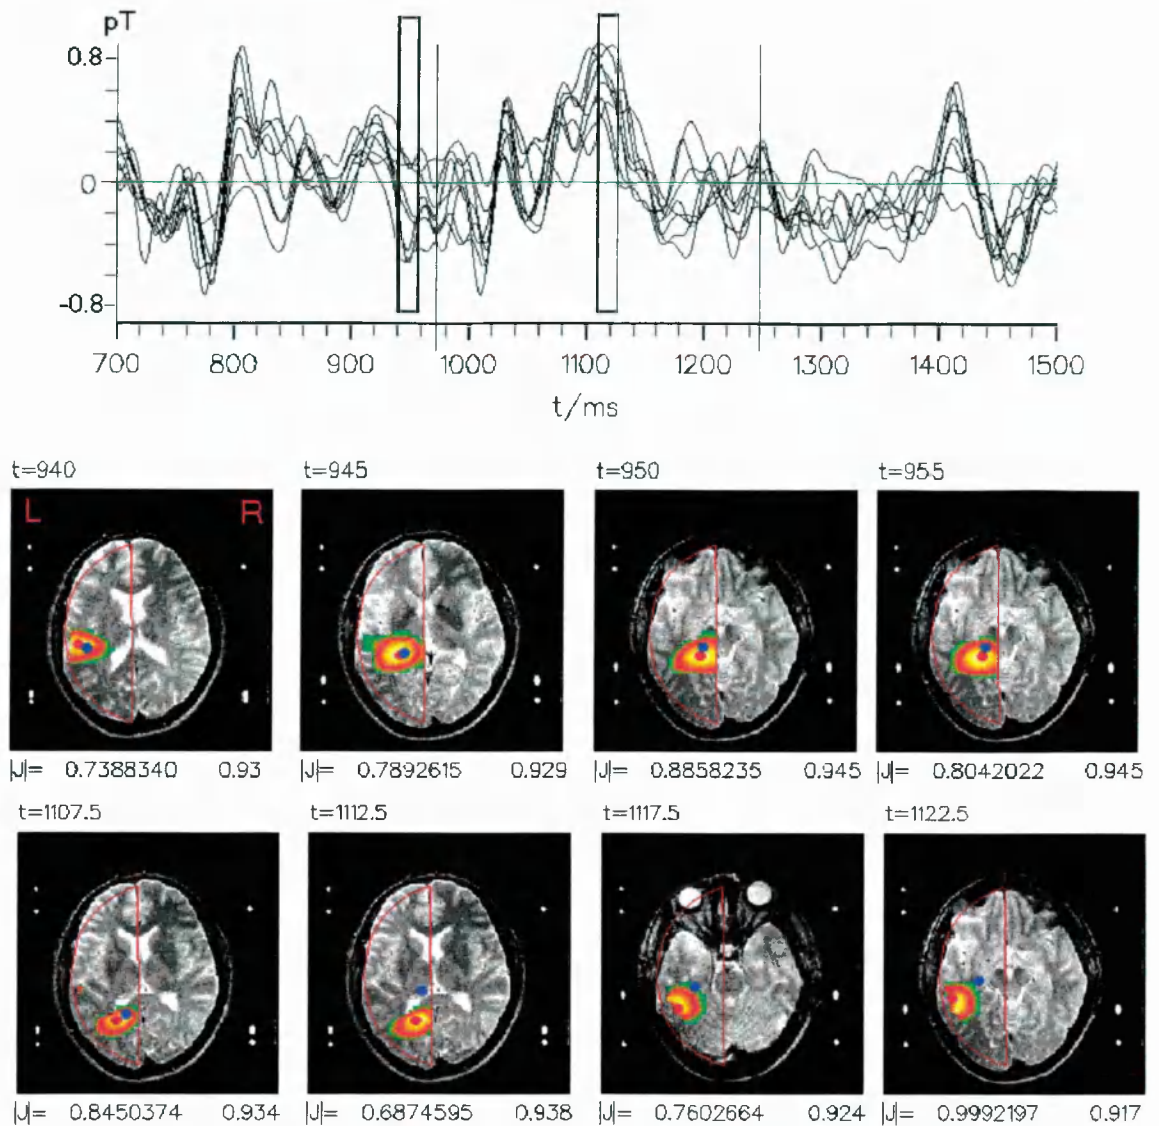 pT
0.8
0
-0.8
700 800 900 1000 1100 1200 1300 1400 1500
t/ms
t=940 t=945 t=950 t=955
L R
|J|= 0.7388340 0.93 |J|= 0.7892615 0.929 |J|= 0.8858235 0.945 |J|= 0.8042022 0.945
t=1107.5 t=1112.5 t=1117.5 t=1122.5
|J|= 0.8450374 0.934 |J|= 0.6874595 0.938 |J|= 0.7602664 0.924 |J|= 0.9992197 0.917